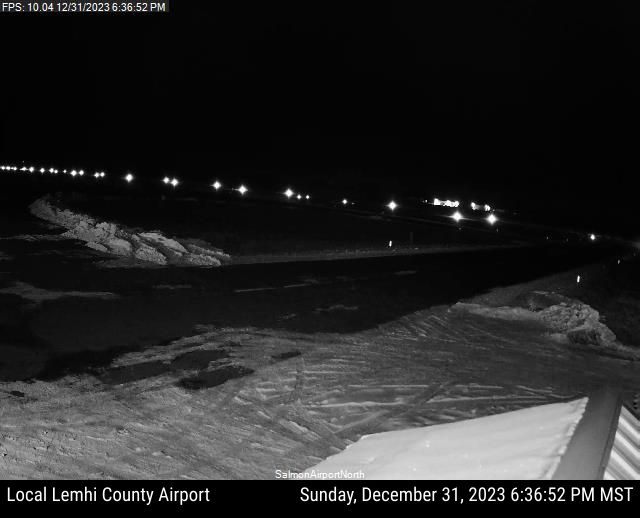 FPS: 10.04 12/31/2023 6:36:52 PM
SalmonAirportNorth
Local Lemhi County Airport
Sunday, December 31, 2023 6:36:52 PM MST